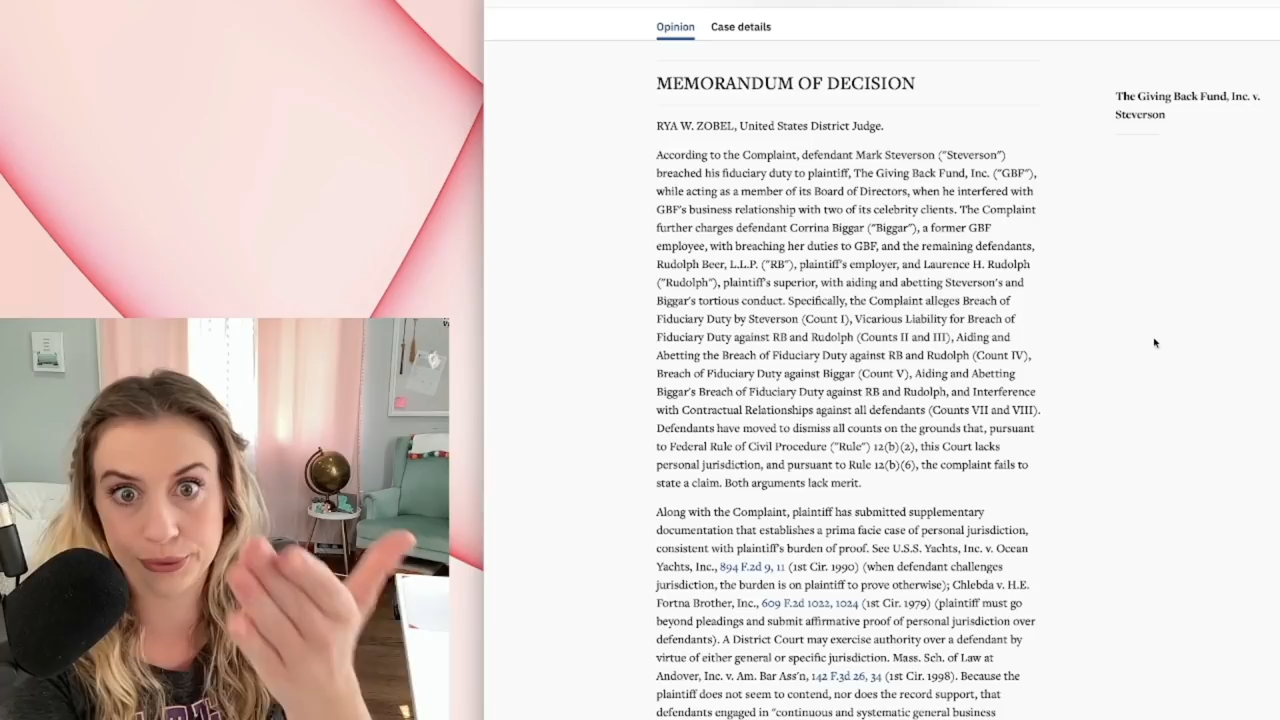 Opinion
Case details
MEMORANDUM OF DECISION
RYA W. ZOBEL, United States District Judge.
According to the Complaint, defendant Mark Steverson ("Steverson")
breached his fiduciary duty to plaintiff, The Giving Back Fund, Inc. ("GBF"),
while acting as a member of its Board of Directors, when he interfered with
GBF's business relationship with two of its celebrity clients. The Complaint
further charges defendant Corrina Biggar ("Biggar"), a former GBF
employee, with breaching her duties to GBF, and the remaining defendants,
Rudolph Beer, L.L.P. ("RB"), plaintiff's employer, and Laurence H. Rudolph
("Rudolph"), plaintiff's superior, with aiding and abetting Steverson's and
Biggar's tortious conduct. Specifically, the Complaint alleges Breach of
Fiduciary Duty by Steverson (Count I), Vicarious Liability for Breach of
Fiduciary Duty against RB and Rudolph (Counts II and III), Aiding and
Abetting the Breach of Fiduciary Duty against RB and Rudolph (Count IV),
Breach of Fiduciary Duty against Biggar (Count V), Aiding and Abetting
Biggar's Breach of Fiduciary Duty against RB and Rudolph, and Interference
with Contractual Relationships against all defendants (Counts VII and VIII).
Defendants have moved to dismiss all counts on the grounds that, pursuant
to Federal Rule of Civil Procedure ("Rule") 12(b)(2), this Court lacks
personal jurisdiction, and pursuant to Rule 12(b)(6), the complaint fails to
state a claim. Both arguments lack merit.
Along with the Complaint, plaintiff has submitted supplementary
documentation that establishes a prima facie case of personal jurisdiction,
consistent with plaintiff's burden of proof. See U.S.S. Yachts, Inc. v. Ocean
Yachts, Inc., 894 F.2d 9, 11 (1st Cir. 1990) (when defendant challenges
jurisdiction, the burden is on plaintiff to prove otherwise); Chlebda v. H.E.
Fortna Brother, Inc., 609 F.2d 1022, 1024 (1st Cir. 1979) (plaintiff must go
beyond pleadings and submit affirmative proof of personal jurisdiction over
defendants). A District Court may exercise authority over a defendant by
virtue of either general or specific jurisdiction. Mass. Sch. of Law at
Andover, Inc. v. Am. Bar Ass'n, 142 F.3d 26, 34 (1st Cir. 1998). Because the
plaintiff does not seem to contend, nor does the record support, that
defendants engaged in "continuous and systematic general business
The Giving Back Fund, Inc. v.
Steverson